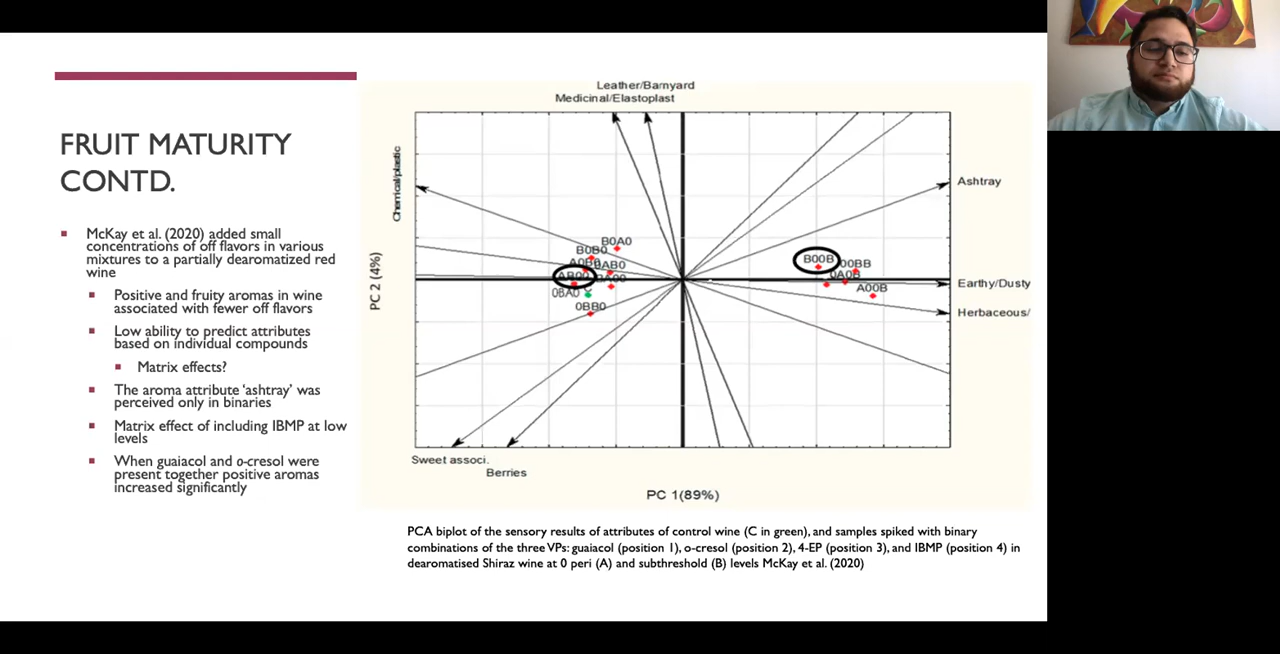 FRUIT MATURITY
CONTD.
McKay et al. (2020) added small
concentrations of off flavors in various
mixtures to a partially dearomatized red
wine
Positive and fruity aromas in wine
associated with fewer off flavors
Low ability to predict attributes
based on individual compounds
Matrix effects?
The aroma attribute ‘ashtray’ was
perceived only in binaries
Matrix effect of including IBMP at low
levels
When guaiacol and o-cresol were
present together positive aromas
increased significantly
Leather/Barnyard
Medicinal/Elastoplast
Chemical/plastic
Ashtray
B0A0
B0B0
A0B0
0AB0
AB00
0BA0
C
0BB0
B00B
00BB
0A0B
A00B
PC 2 (4%)
Earthy/Dusty
Herbaceous/
Sweet associ.
Berries
PC 1(89%)
PCA biplot of the sensory results of attributes of control wine (C in green), and samples spiked with binary
combinations of the three VPs: guaiacol (position 1), o-cresol (position 2), 4-EP (position 3), and IBMP (position 4) in
dearomatised Shiraz wine at 0 peri (A) and subthreshold (B) levels McKay et al. (2020)